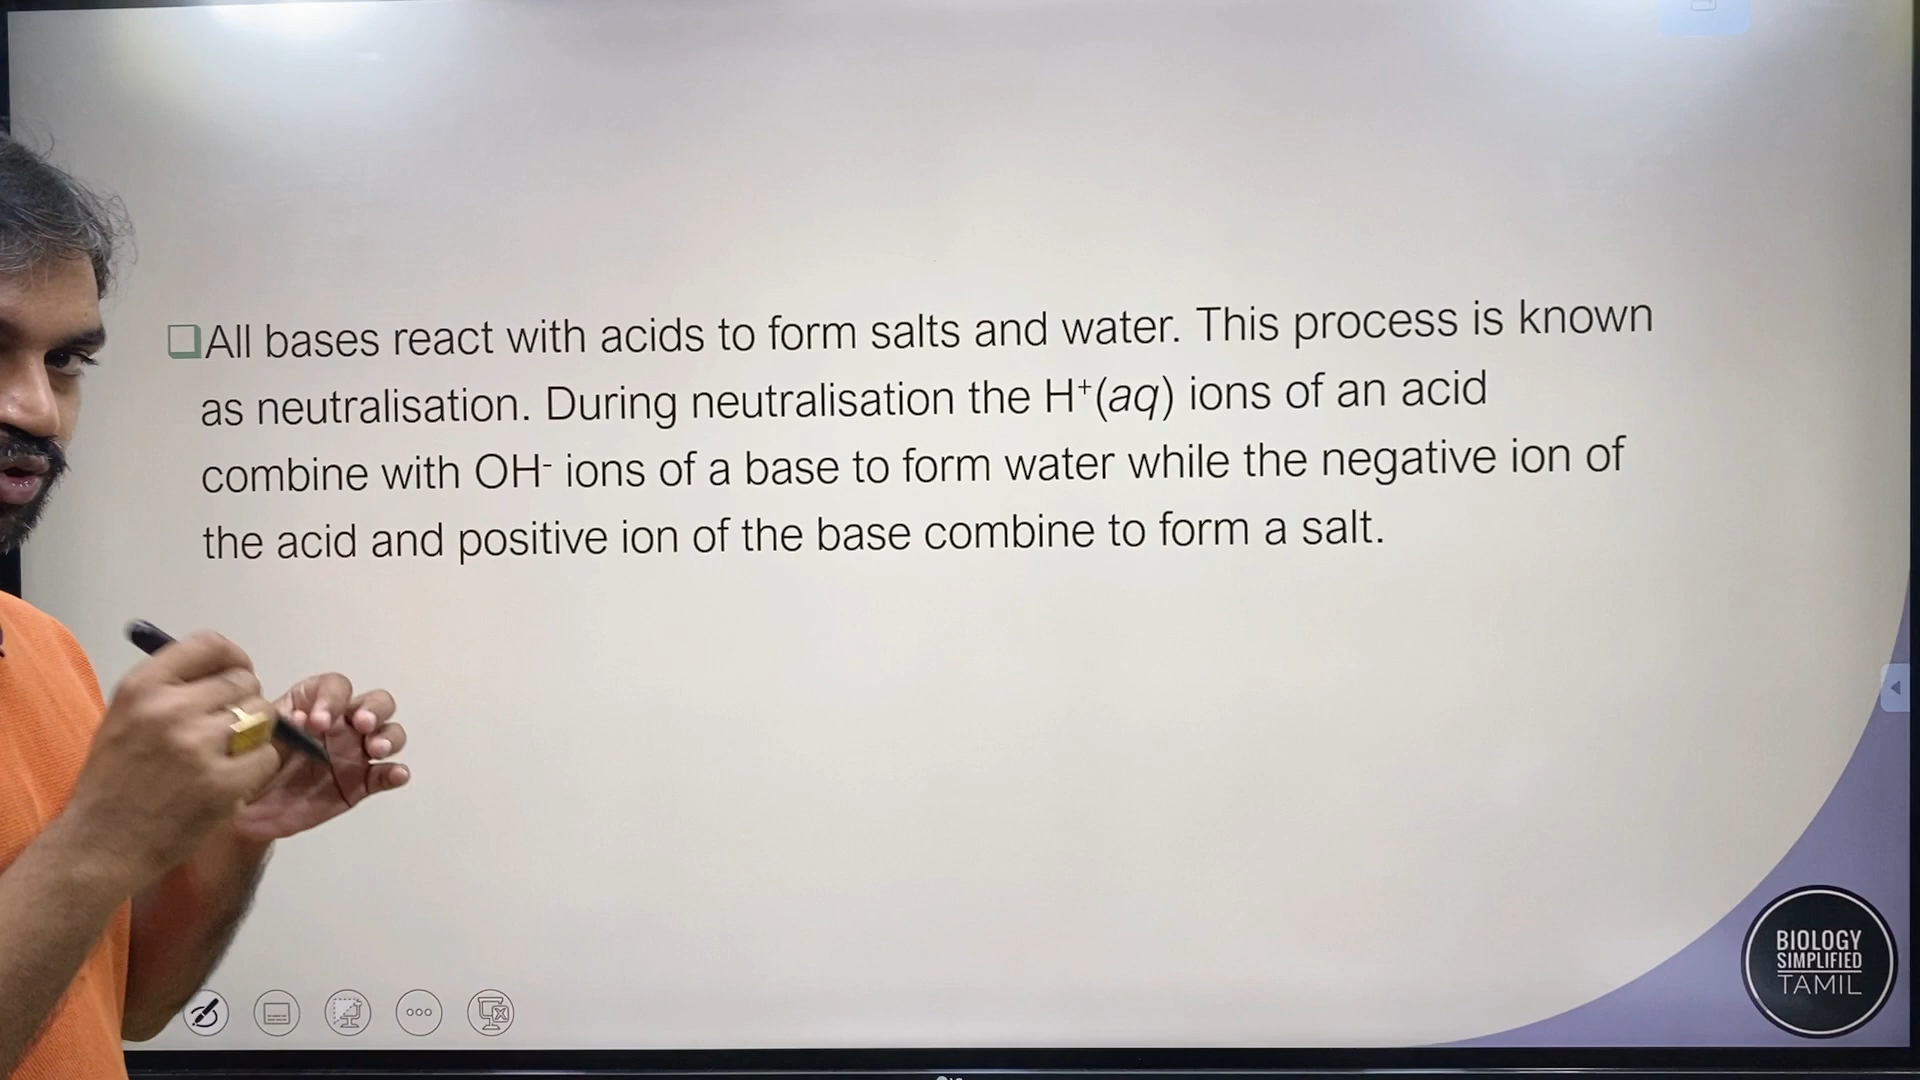 All bases react with acids to form salts and water. This process is known
as neutralisation. During neutralisation the H⁺(aq) ions of an acid
combine with OH⁻ ions of a base to form water while the negative ion of
the acid and positive ion of the base combine to form a salt.
BIOLOGY
SIMPLIFIED
TAMIL